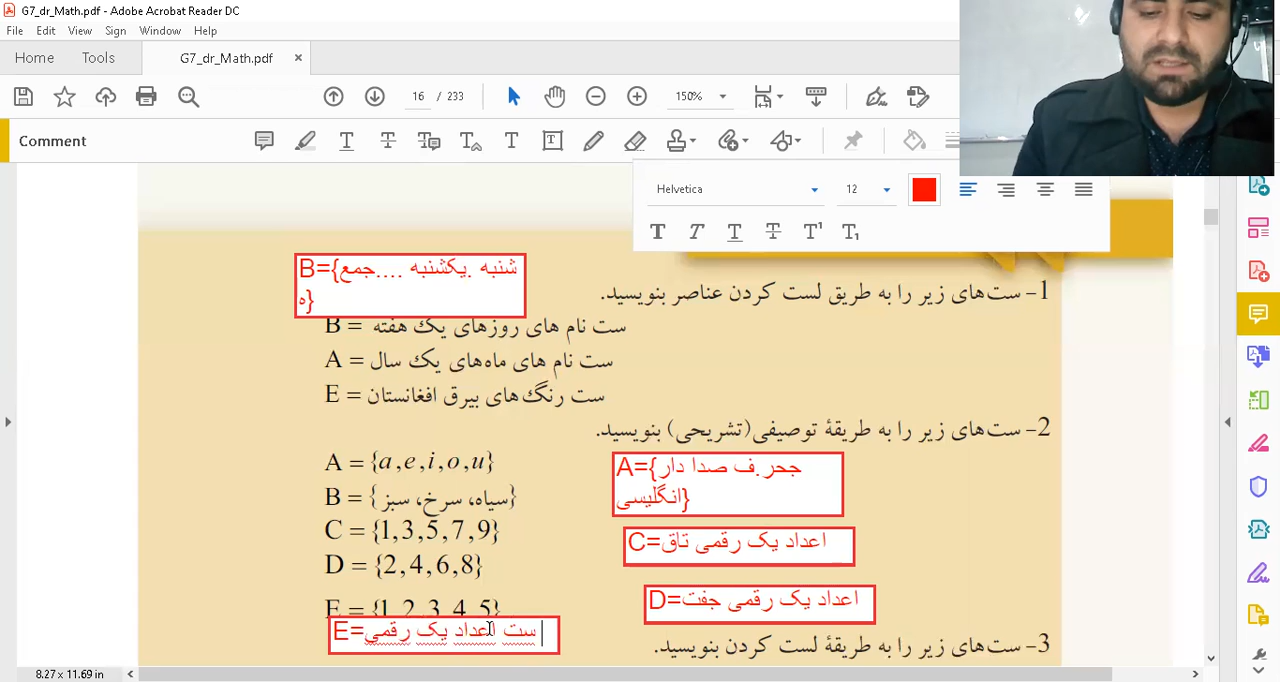 G7_dr_Math.pdf - Adobe Acrobat Reader DC
File Edit View Sign Window Help
Home Tools G7_dr_Math.pdf ×
16 / 233 150%
Comment
Helvetica 12
B={شنبه .یکشنبه ....جمع
ه}
1- ست‌های زیر را به طریق لست کردن عناصر بنویسید.
B = ست نام های روزهای یک هفته
A = ست نام های ماه‌های یک سال
E = ست رنگ‌های بیرق افغانستان
2- ست‌های زیر را به طریقهٔ توصیفی(تشریحی) بنویسید.
A = {a,e,i,o,u}
A={ججر.ف صدا دار
انگلیسی}
B = {سیاه، سرخ، سبز}
C = {1,3,5,7,9}
C=اعداد یک رقمی تاق
D = {2,4,6,8}
D=اعداد یک رقمی جفت
E = {1,2,3,4,5}
E=ست اعداد یک رقمی
3- ست‌های زیر را به طریقهٔ لست کردن بنویسید.
8.27 x 11.69 in